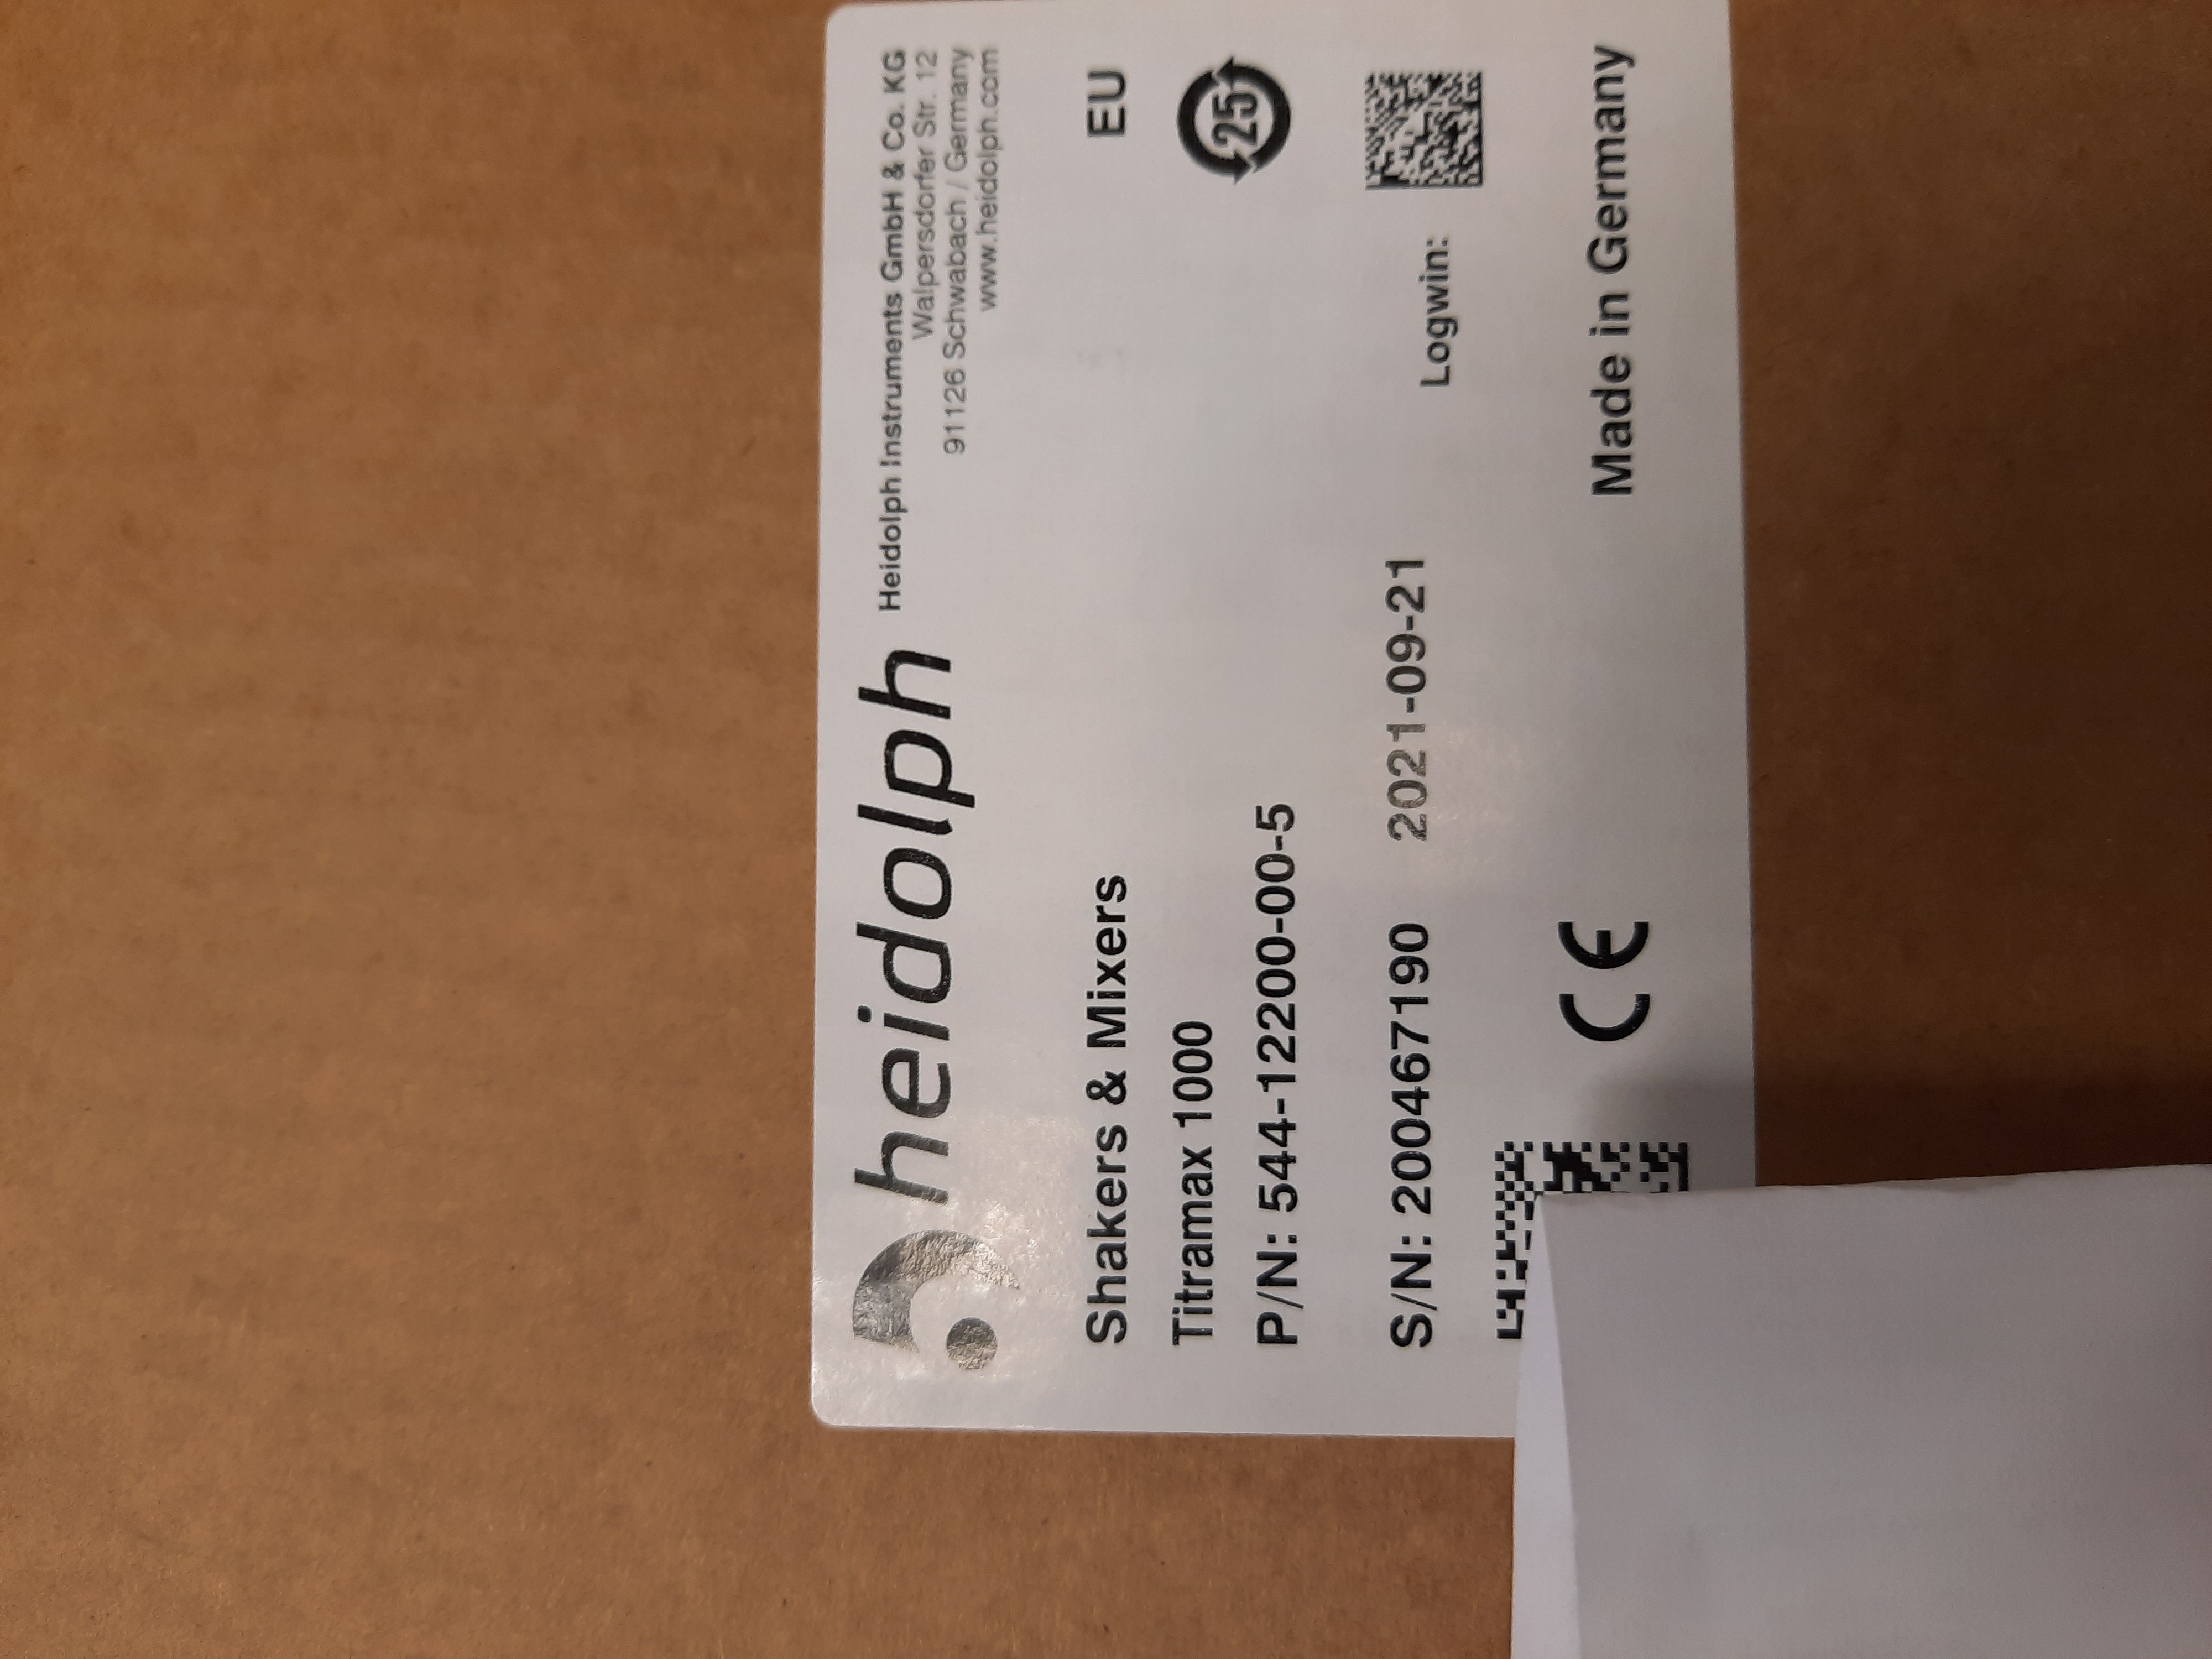 heidolph
Heidolph Instruments GmbH & Co. KG
Walpersdorfer Str. 12
91126 Schwabach / Germany
www.heidolph.com
Shakers & Mixers
EU
Titramax 1000
25
P/N: 544-12200-00-5
S/N: 200467190 2021-09-21
Logwin:
CE
Made in Germany